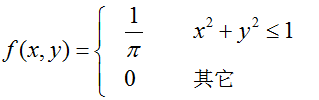 f(x,y) = { 1/π x² + y² ≤ 1
0 其它